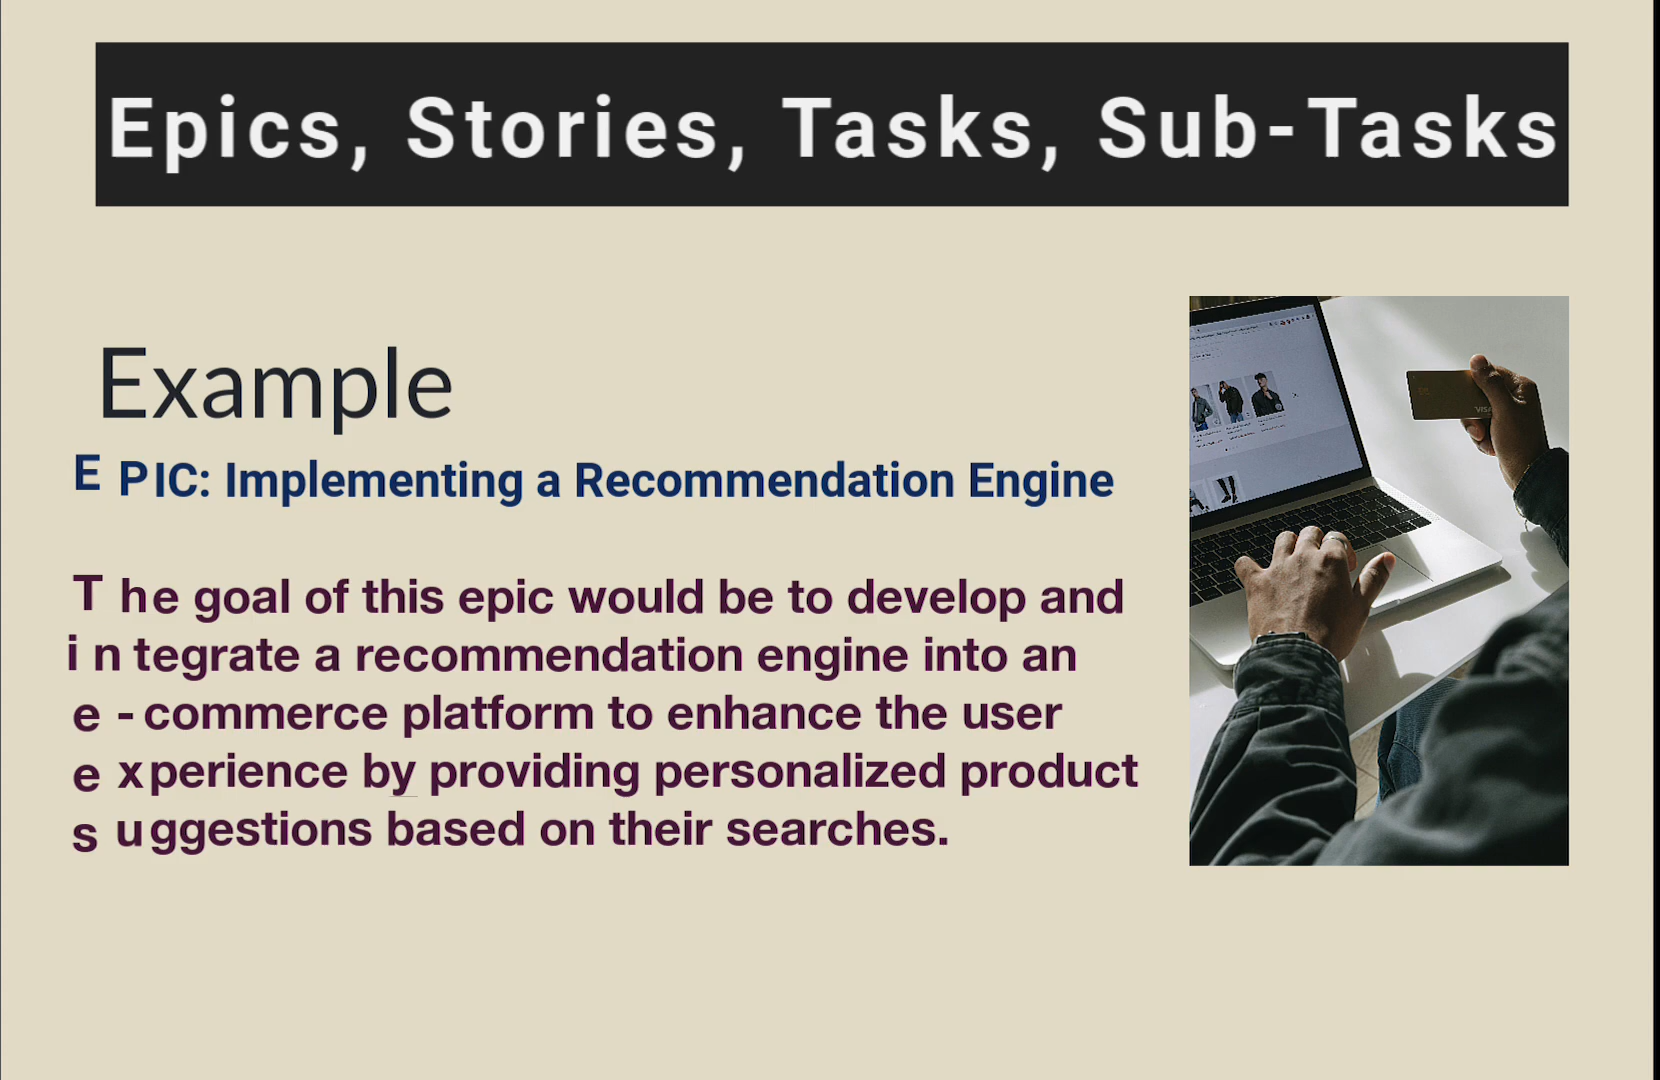 Epics, Stories, Tasks, Sub-Tasks
Example
EPIC: Implementing a Recommendation Engine
The goal of this epic would be to develop and
integrate a recommendation engine into an
e-commerce platform to enhance the user
experience by providing personalized product
suggestions based on their searches.
VISA